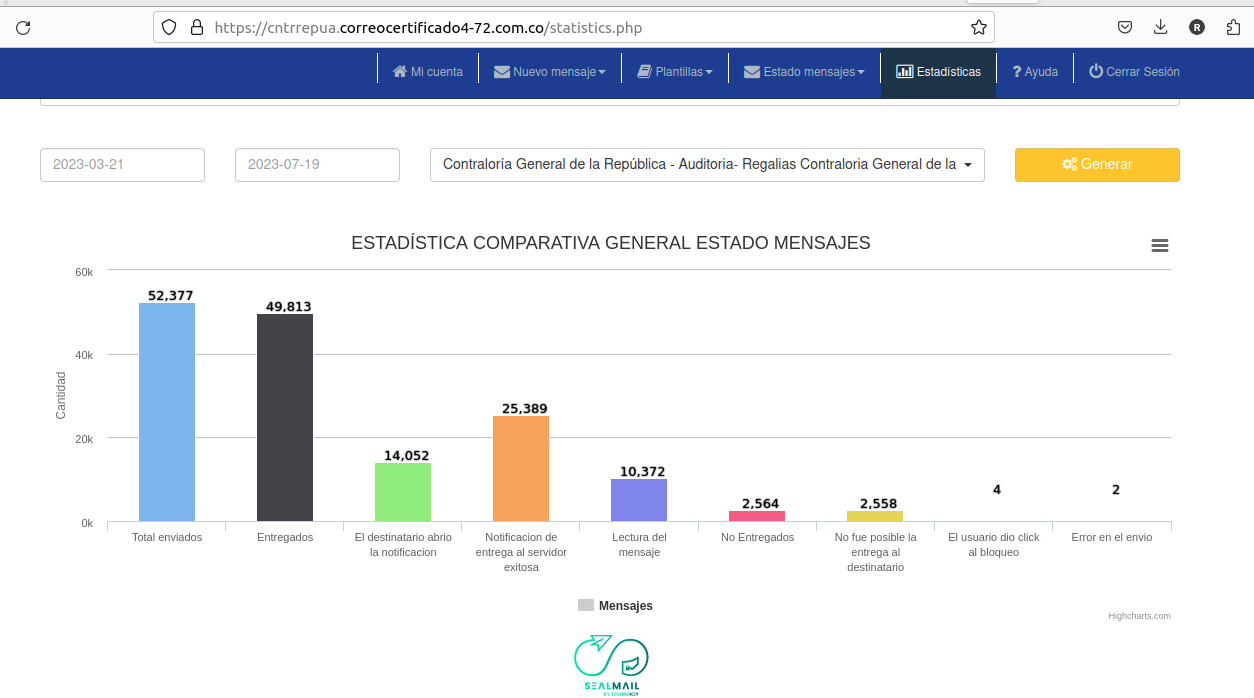 https://cntrrepua.correocertificado4-72.com.co/statistics.php
R
Mi cuenta
Nuevo mensaje
Plantillas
Estado mensajes
Estadísticas
? Ayuda
Cerrar Sesión
2023-03-21
2023-07-19
Contraloría General de la República - Auditoria- Regalias Contraloria General de la
Generar
ESTADÍSTICA COMPARATIVA GENERAL ESTADO MENSAJES
Cantidad
60k
40k
20k
0k
52,377
49,813
14,052
25,389
10,372
2,564
2,558
4
2
Total enviados
Entregados
El destinatario abrio
la notificacion
Notificacion de
entrega al servidor
exitosa
Lectura del
mensaje
No Entregados
No fue posible la
entrega al
destinatario
El usuario dio click
al bloqueo
Error en el envio
Mensajes
Highcharts.com
SEALMAIL
BY TECHNOKEY